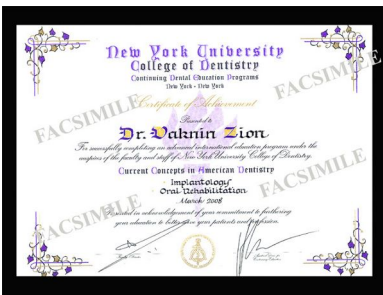 New York University
College of Dentistry
Continuing Dental Education Programs
New York - New York
Certificate of Achievement
Presented to
Dr. Vaknin Zion
For successfully completing an advanced international education program under the
auspices of the faculty and staff of New York University College of Dentistry.
Current Concepts in American Dentistry
Implantology
Oral Rehabilitation
March 2008
Presented in acknowledgement of your commitment to furthering
your education to better serve your patients and profession.
FACSIMILE
FACSIMILE
FACSIMILE
FACSIMILE